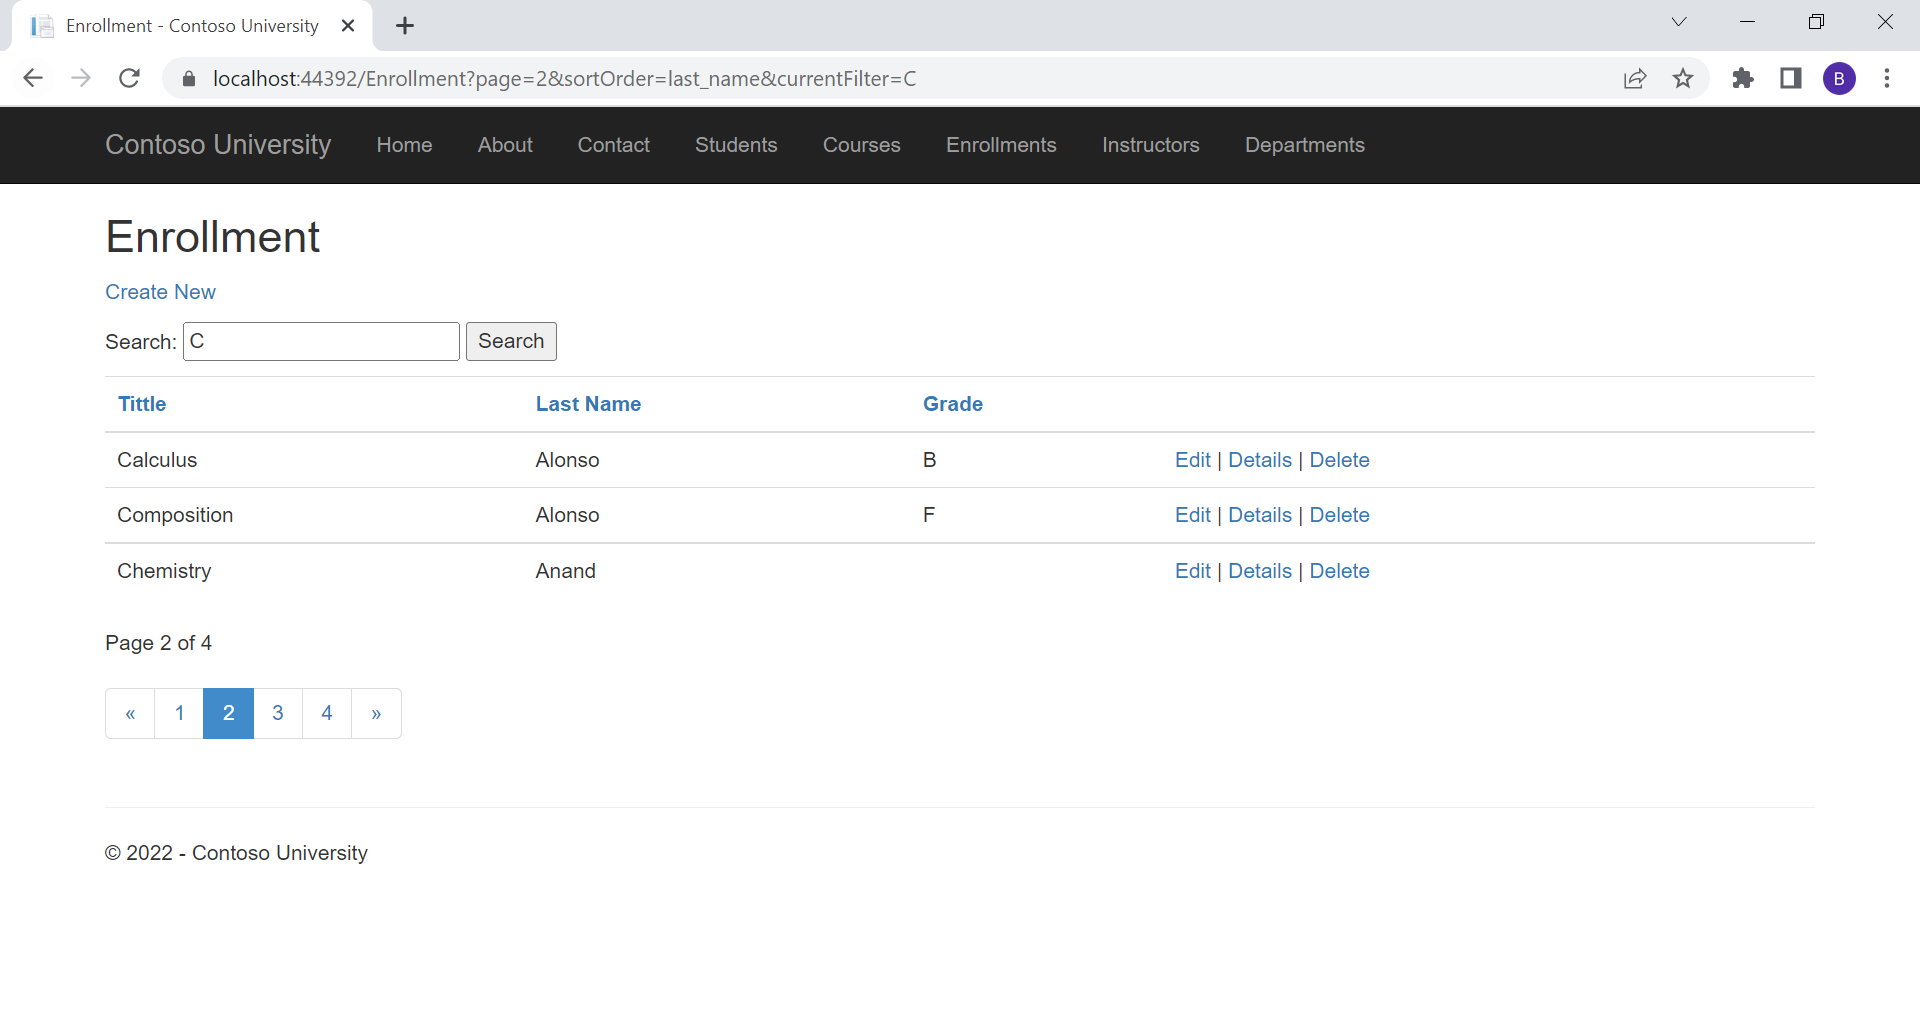 Enrollment - Contoso University
localhost:44392/Enrollment?page=2&sortOrder=last_name&currentFilter=C
B
Contoso University Home About Contact Students Courses Enrollments Instructors Departments
Enrollment
Create New
Search: C Search
Tittle Last Name Grade
Calculus Alonso B Edit | Details | Delete
Composition Alonso F Edit | Details | Delete
Chemistry Anand Edit | Details | Delete
Page 2 of 4
« 1 2 3 4 »
© 2022 - Contoso University